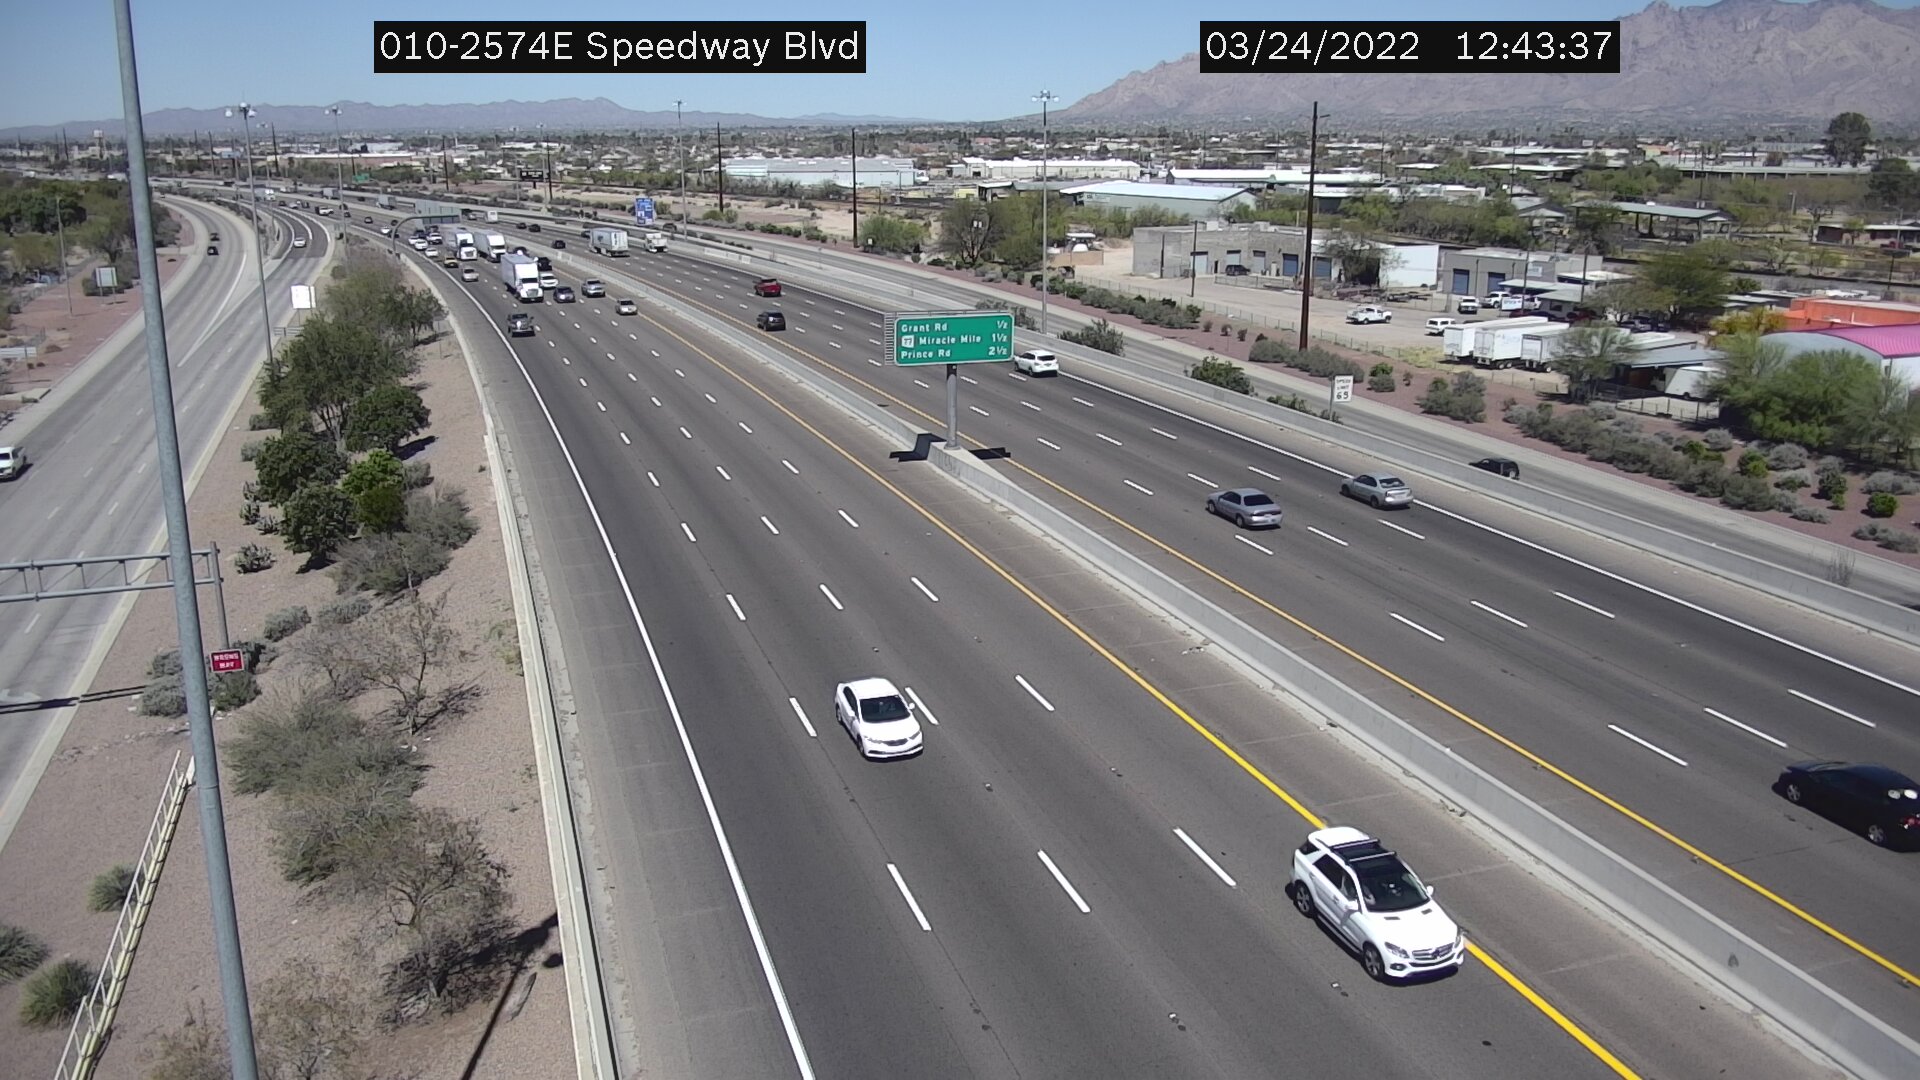 010-2574E Speedway Blvd
03/24/2022 12:43:37
Grant Rd ½
77 Miracle Mile 1½
Prince Rd 2½
SPEED
LIMIT
65
WRONG
WAY